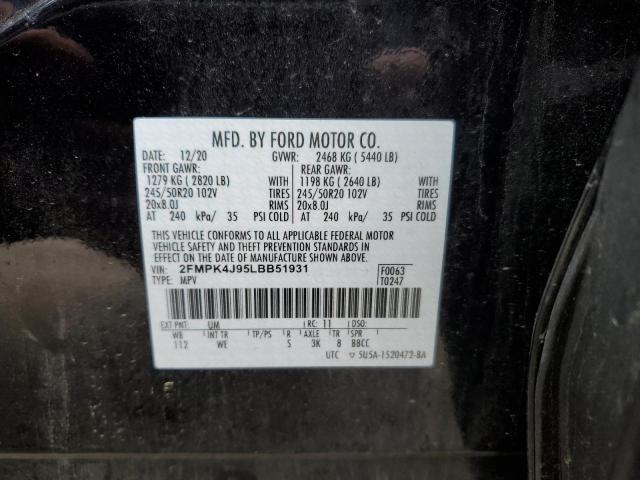 MFD. BY FORD MOTOR CO.
DATE: 12/20 GVWR: 2468 KG ( 5440 LB)
FRONT GAWR: REAR GAWR:
1279 KG ( 2820 LB) WITH 1198 KG ( 2640 LB) WITH
245/50R20 102V TIRES 245/50R20 102V TIRES
20x8.0J RIMS 20x8.0J RIMS
AT 240 kPa/ 35 PSI COLD AT 240 kPa/ 35 PSI COLD
THIS VEHICLE CONFORMS TO ALL APPLICABLE FEDERAL MOTOR
VEHICLE SAFETY AND THEFT PREVENTION STANDARDS IN
EFFECT ON THE DATE OF MANUFACTURE SHOWN ABOVE.
VIN: 2FMPK4J95LBB51931 F0063
TYPE: MPV T0247
EXT PNT: UM RC: 11 DSO:
WB INT TR TP/PS R AXLE TR SPR
112 WE S 3K 8 BBCC
UTC 5U5A-1520472-BA